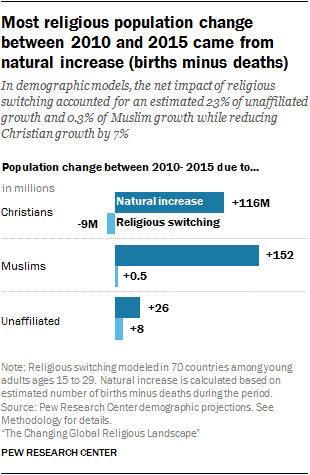 Most religious population change
between 2010 and 2015 came from
natural increase (births minus deaths)
In demographic models, the net impact of religious
switching accounted for an estimated 23% of unaffiliated
growth and 0.3% of Muslim growth while reducing
Christian growth by 7%
Population change between 2010- 2015 due to...
in millions
Christians Natural increase +116M
-9M Religious switching
Muslims +152
+0.5
Unaffiliated +26
+8
Note: Religious switching modeled in 70 countries among young
adults ages 15 to 29. Natural increase is calculated based on
estimated number of births minus deaths during the period.
Source: Pew Research Center demographic projections. See
Methodology for details.
"The Changing Global Religious Landscape"
PEW RESEARCH CENTER